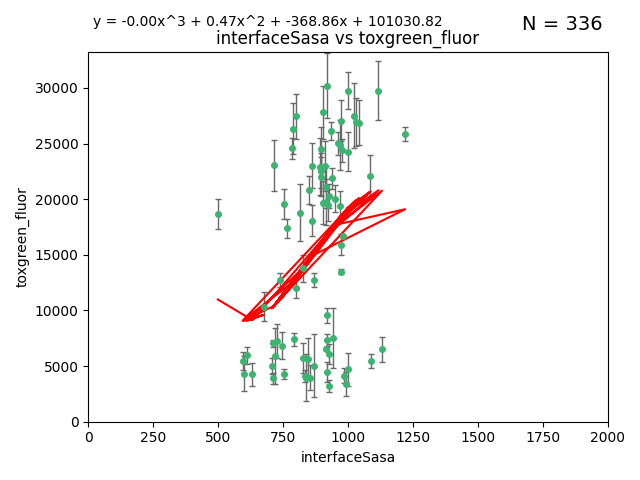 y = -0.00x^3 + 0.47x^2 + -368.86x + 101030.82
N = 336
interfaceSasa vs toxgreen_fluor
30000
25000
20000
15000
10000
5000
0
toxgreen_fluor
0 250 500 750 1000 1250 1500 1750 2000
interfaceSasa